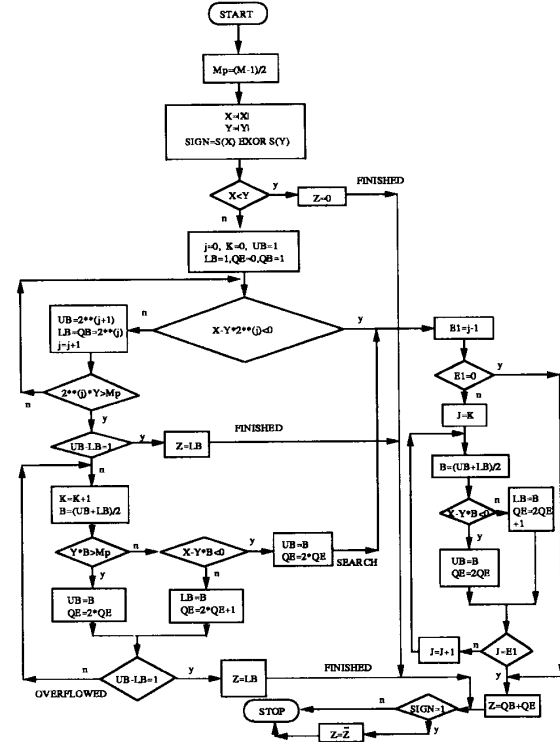 START
Mp=(M-1)/2
X=|X|
Y=|Y|
SIGN=S(X) EXOR S(Y)
X<Y
y
FINISHED
Z=0
n
j=0, K=0, UB=1
LB=1,QE=0,QB=1
UB=2**(j+1)
LB=QB=2**(j)
j=j+1
n
X-Y*2**(j)<0
y
E1=j-1
2**(j)*Y>Mp
n
y
E1=0
y
n
J=K
UB-LB=1
y
Z=LB
FINISHED
n
B=(UB+LB)/2
K=K+1
B=(UB+LB)/2
X-Y*B<0
n
LB=B
QE=2QE
+1
y
Y*B>Mp
n
X-Y*B<0
y
UB=B
QE=2*QE
SEARCH
UB=B
QE=2QE
y
n
UB=B
QE=2*QE
LB=B
QE=2*QE+1
J=J+1
n
J=E1
y
n
OVERFLOWED
UB-LB=1
y
Z=LB
FINISHED
STOP
n
SIGN=1
Z=QB+QE
y
Z=Z̄